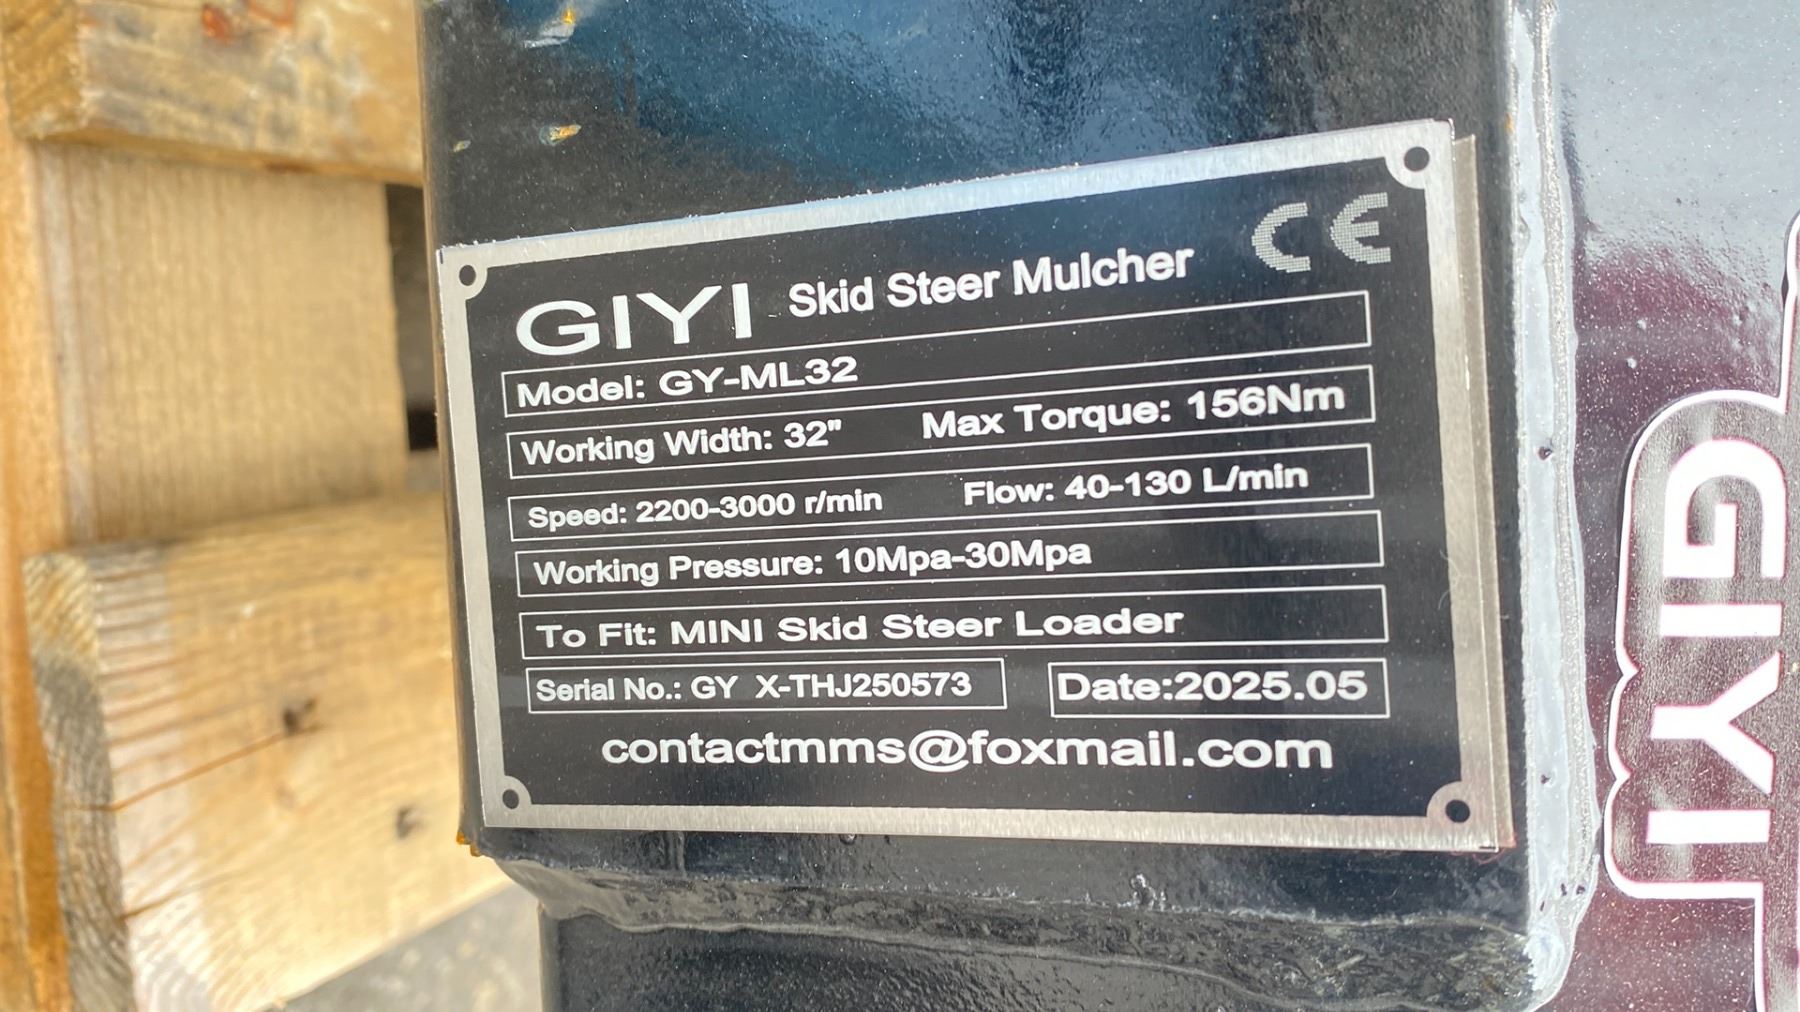 GIYI Skid Steer Mulcher CE
Model: GY-ML32
Working Width: 32" Max Torque: 156Nm
Speed: 2200-3000 r/min Flow: 40-130 L/min
Working Pressure: 10Mpa-30Mpa
To Fit: MINI Skid Steer Loader
Serial No.: GY X-THJ250573 Date:2025.05
contactmms@foxmail.com
GIYI